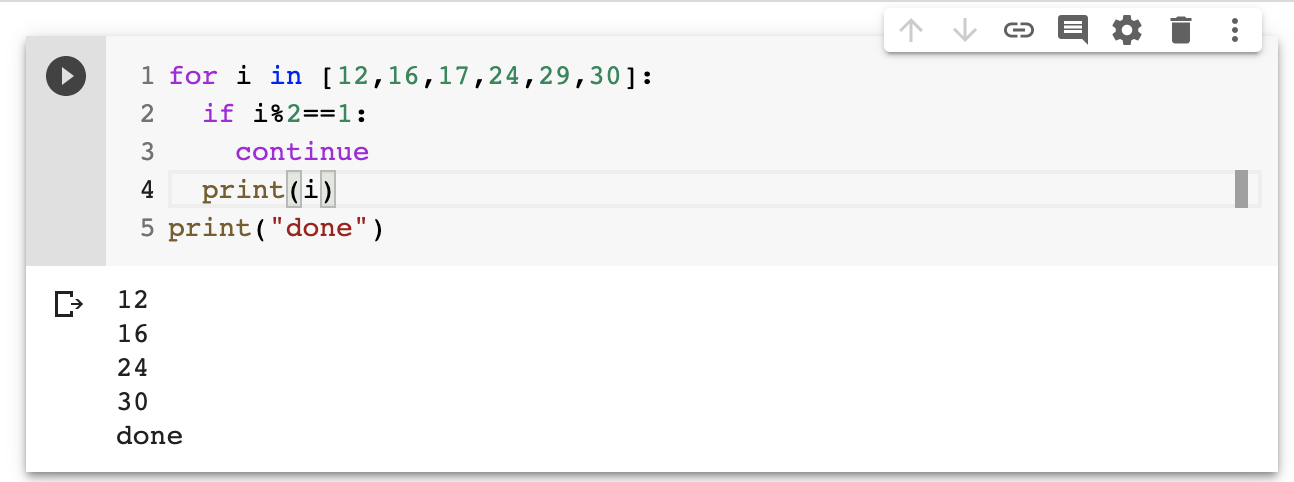 1 for i in [12,16,17,24,29,30]:
2   if i%2==1:
3     continue
4   print(i)
5 print("done")
12
16
24
30
done